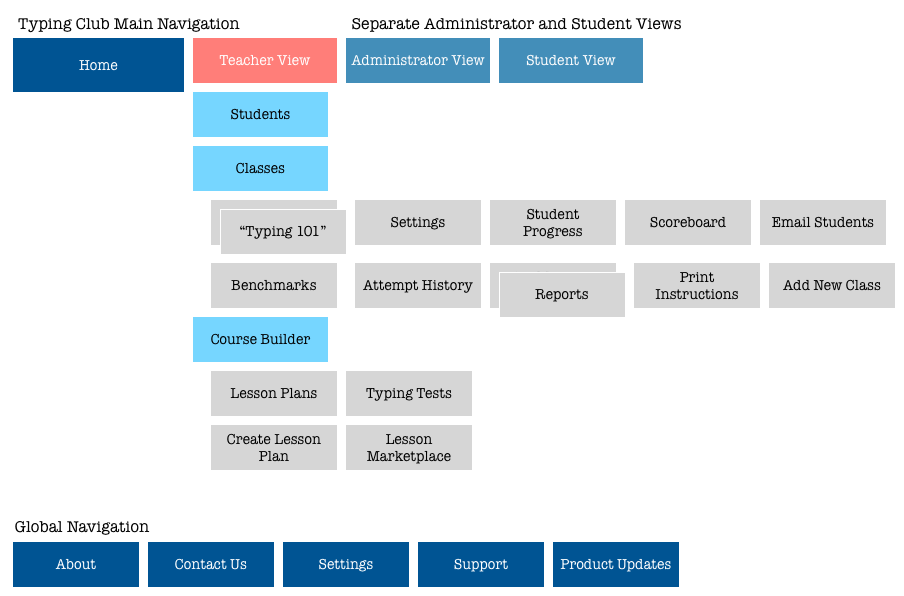 Typing Club Main Navigation
Separate Administrator and Student Views
Home
Teacher View
Administrator View
Student View
Students
Classes
“Typing 101”
Settings
Student
Progress
Scoreboard
Email Students
Benchmarks
Attempt History
Reports
Print
Instructions
Add New Class
Course Builder
Lesson Plans
Typing Tests
Create Lesson
Plan
Lesson
Marketplace
Global Navigation
About
Contact Us
Settings
Support
Product Updates